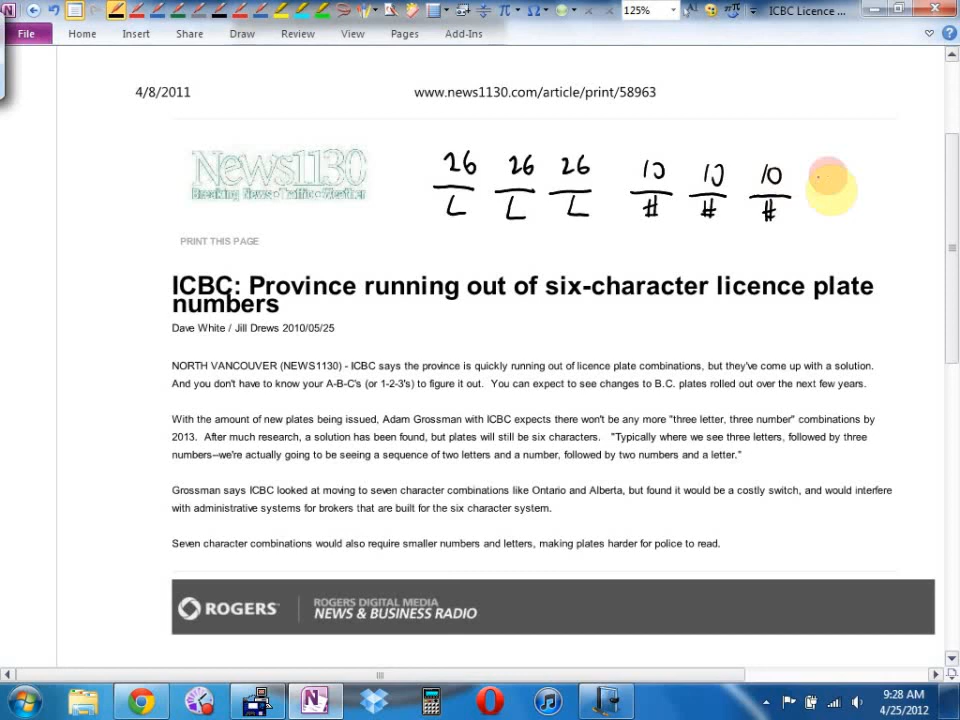 125%
ICBC Licence ...
File Home Insert Share Draw Review View Pages Add-Ins
4/8/2011 www.news1130.com/article/print/58963
26 26 26 10 10 10
L L L # # #
News1130
Breaking News Traffic Weather
PRINT THIS PAGE
ICBC: Province running out of six-character licence plate
numbers
Dave White / Jill Drews 2010/05/25
NORTH VANCOUVER (NEWS1130) - ICBC says the province is quickly running out of licence plate combinations, but they've come up with a solution.
And you don't have to know your A-B-C's (or 1-2-3's) to figure it out. You can expect to see changes to B.C. plates rolled out over the next few years.
With the amount of new plates being issued, Adam Grossman with ICBC expects there won't be any more "three letter, three number" combinations by
2013. After much research, a solution has been found, but plates will still be six characters. "Typically where we see three letters, followed by three
numbers--we're actually going to be seeing a sequence of two letters and a number, followed by two numbers and a letter."
Grossman says ICBC looked at moving to seven character combinations like Ontario and Alberta, but found it would be a costly switch, and would interfere
with administrative systems for brokers that are built for the six character system.
Seven character combinations would also require smaller numbers and letters, making plates harder for police to read.
ROGERS
ROGERS DIGITAL MEDIA
NEWS & BUSINESS RADIO
9:28 AM
4/25/2012